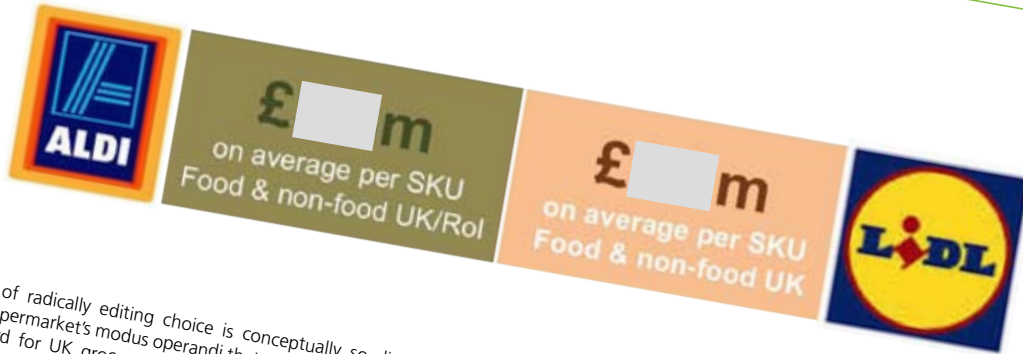 ALDI
£ m
on average per SKU
Food & non-food UK/RoI
£ m
on average per SKU
Food & non-food UK
LiDL
of radically editing choice is conceptually so
permarket's modus operandi
for UK